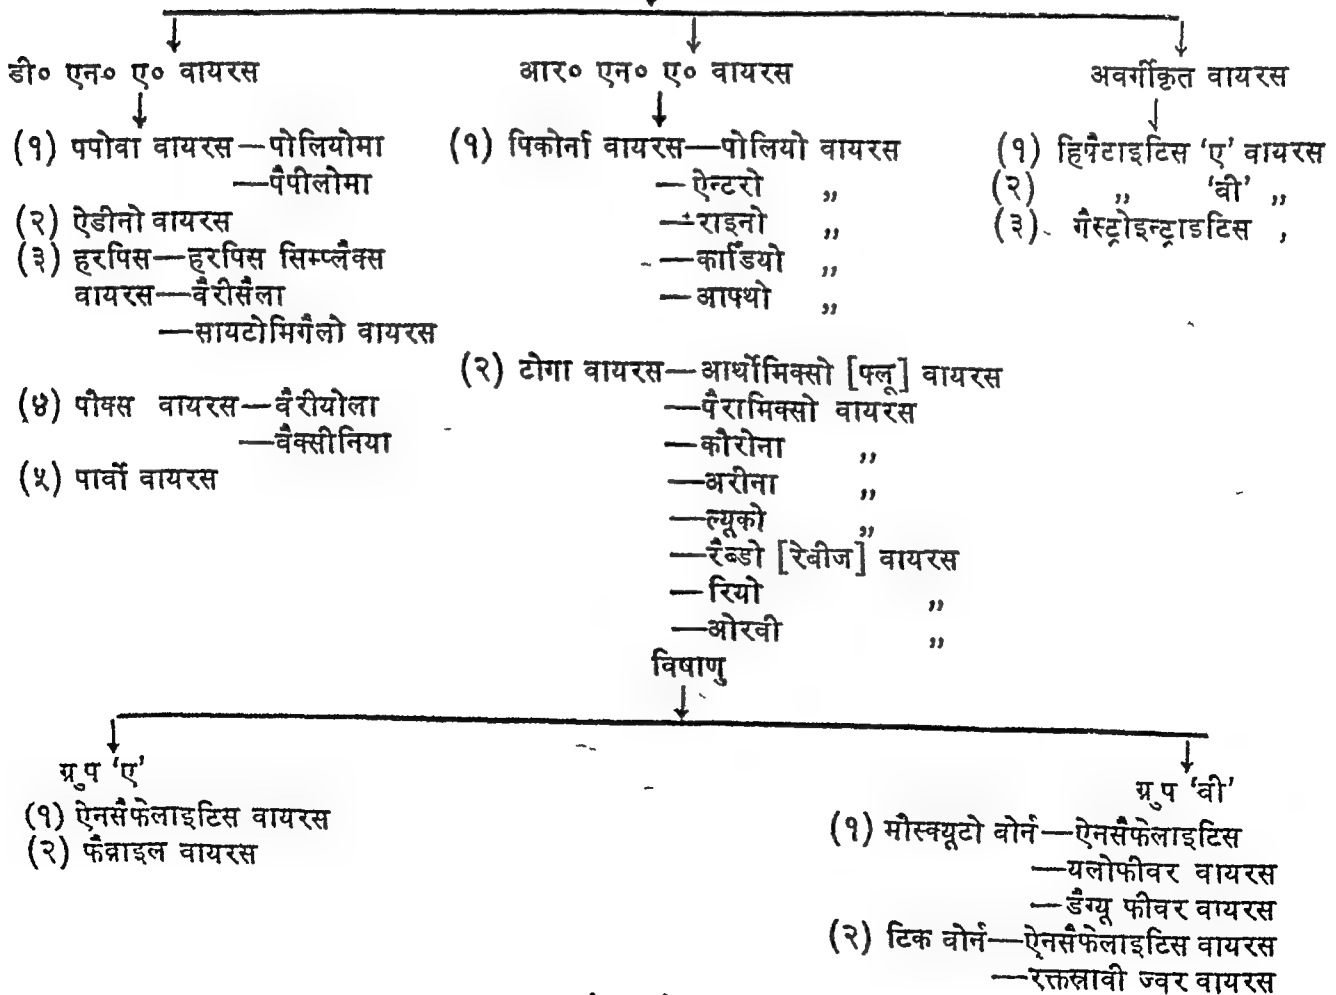 डी० एन० ए० वायरस
(१) पपोवा वायरस—पोलियोमा
—पैपीलोमा
(२) ऐडीनो वायरस
(३) हरपिस—हरपिस सिम्प्लैक्स
वायरस—वैरीसैला
—सायटोमिगैलो वायरस
(४) पौक्स वायरस—वैरीयोला
—वैक्सीनिया
(५) पार्वो वायरस
आर० एन० ए० वायरस
(१) पिकोर्ना वायरस—पोलियो वायरस
—ऐन्टरो ,,
—राइनो ,,
—कार्डियो ,,
—आफ्थो ,,
(२) टोगा वायरस—आर्थोमिक्सो [फ्लू] वायरस
—पैरामिक्सो वायरस
—कौरोना ,,
—अरीना ,,
—ल्यूको ,,
—रैब्डो [रेवीज] वायरस
—रियो ,,
—ओरवी ,,
अवर्गीकृत वायरस
(१) हिपैटाइटिस ‘ए’ वायरस
(२) ,, ‘वी’ ,,
(३) गैस्ट्रोइन्ट्राइटिस ,
विषाणु
ग्रुप ‘ए’
(१) ऐनसैफेलाइटिस वायरस
(२) फैव्राइल वायरस
ग्रुप ‘वी’
(१) मौस्क्यूटो वोर्न—ऐनसैफेलाइटिस
—यलोफीवर वायरस
—डैंग्यू फीवर वायरस
(२) टिक वोर्न—ऐनसैफेलाइटिस वायरस
—रक्तस्रावी ज्वर वायरस